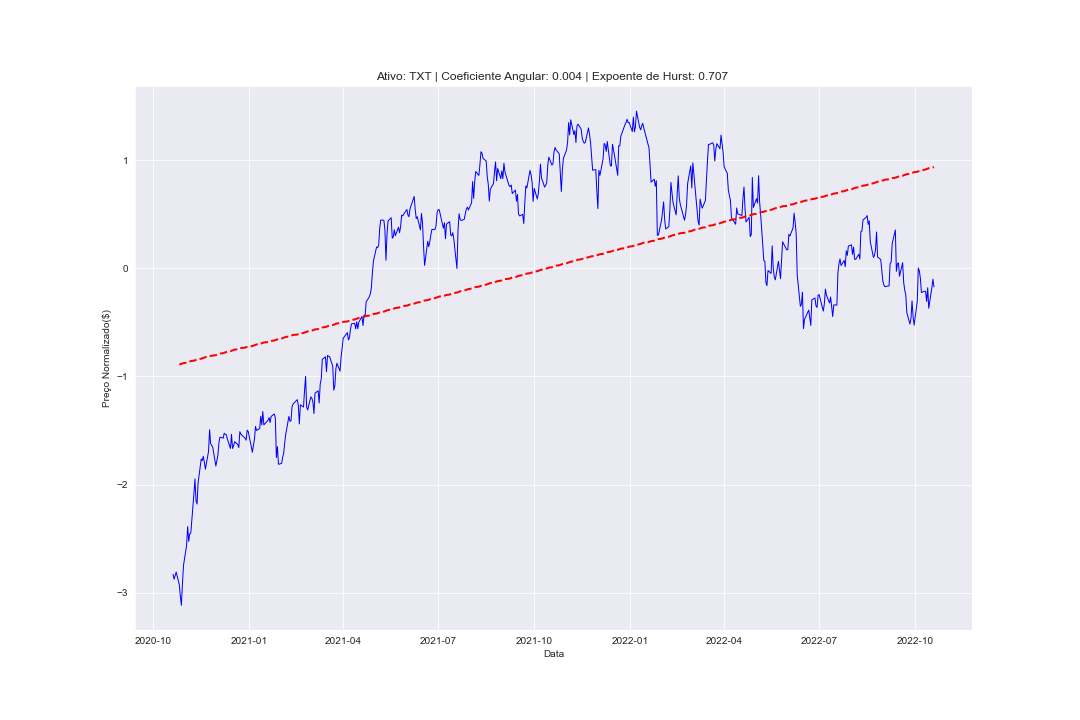 Ativo: TXT | Coeficiente Angular: 0.004 | Expoente de Hurst: 0.707
Preço Normalizado($)
1
0
−1
−2
−3
2020-10 2021-01 2021-04 2021-07 2021-10 2022-01 2022-04 2022-07 2022-10
Data